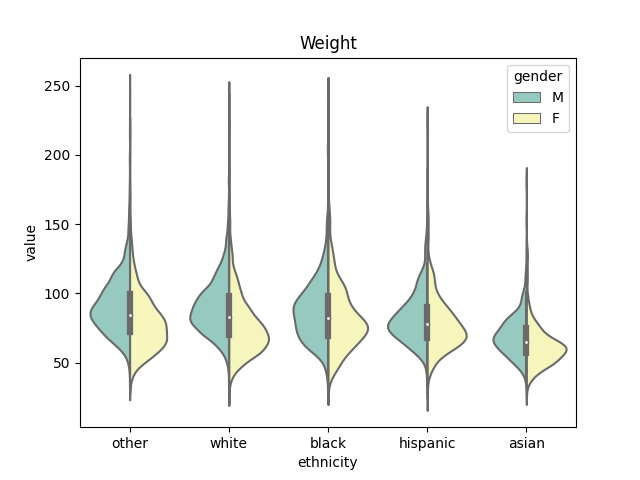 Weight
gender
M
F
value
250
200
150
100
50
other white black hispanic asian
ethnicity